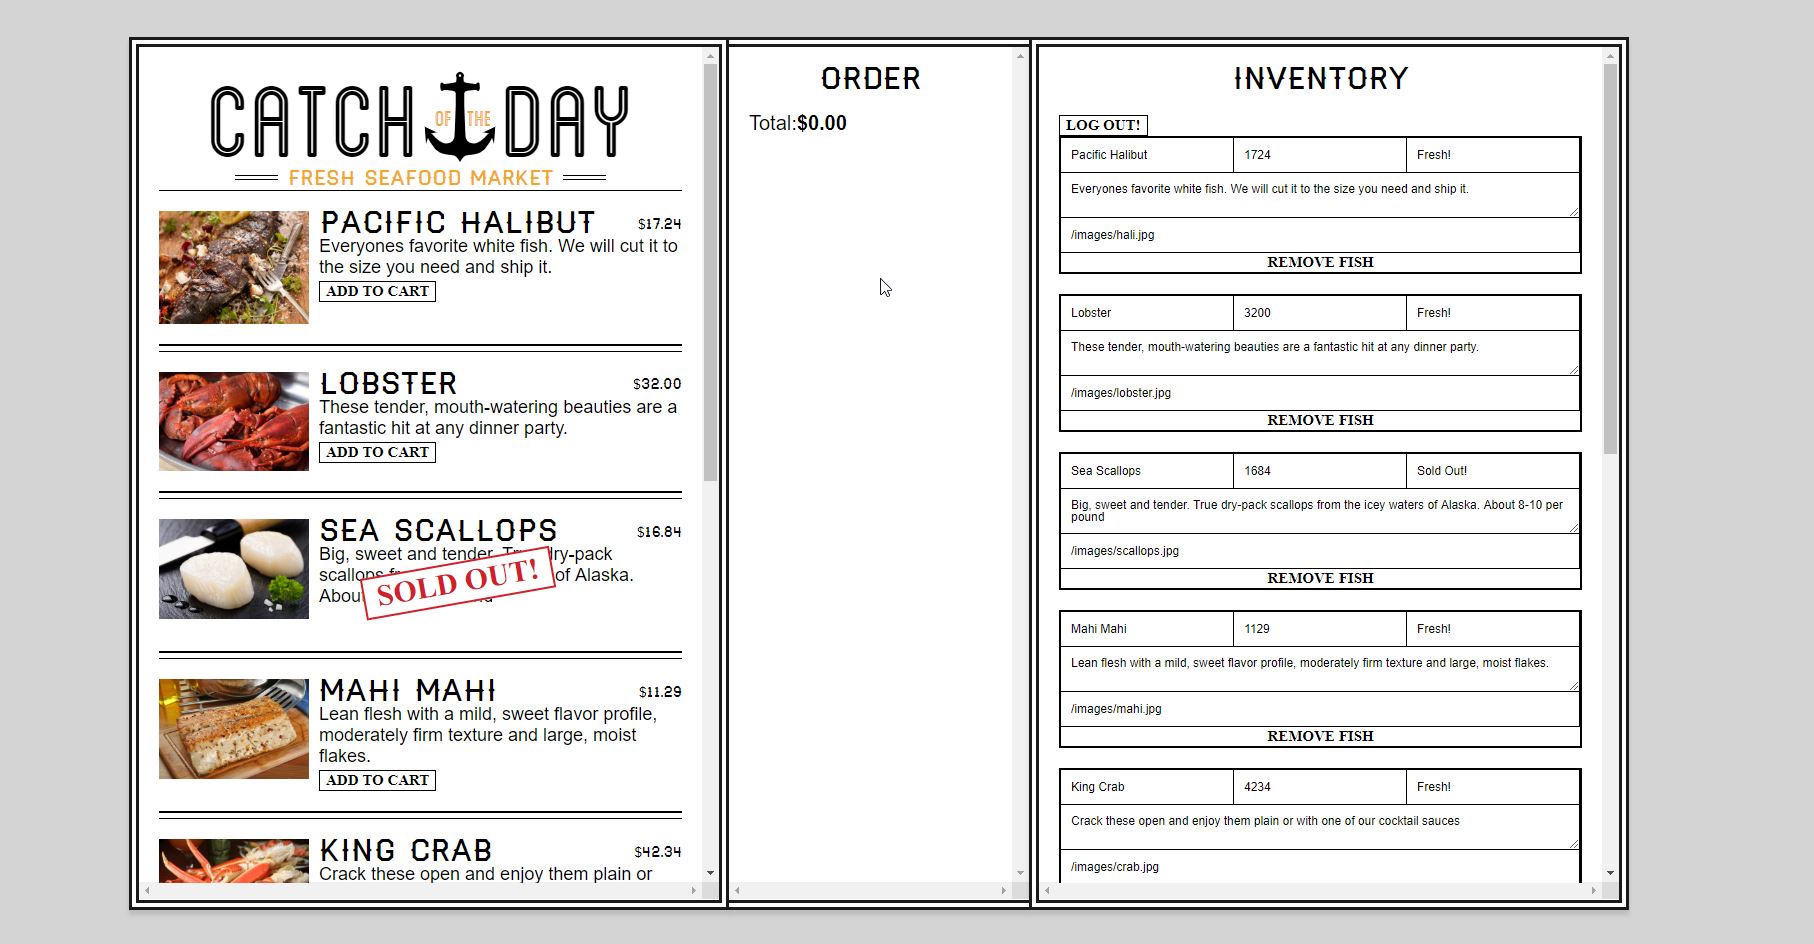 CATCH OF THE DAY
FRESH SEAFOOD MARKET
PACIFIC HALIBUT $17.24
Everyones favorite white fish. We will cut it to
the size you need and ship it.
ADD TO CART
LOBSTER $32.00
These tender, mouth-watering beauties are a
fantastic hit at any dinner party.
ADD TO CART
SEA SCALLOPS $16.84
Big, sweet and tender. True dry-pack
scallops of Alaska.
About
SOLD OUT!
MAHI MAHI $11.29
Lean flesh with a mild, sweet flavor profile,
moderately firm texture and large, moist
flakes.
ADD TO CART
KING CRAB $42.34
Crack these open and enjoy them plain or
ORDER
Total:$0.00
INVENTORY
LOG OUT!
Pacific Halibut 1724 Fresh!
Everyones favorite white fish. We will cut it to the size you need and ship it.
/images/hali.jpg
REMOVE FISH
Lobster 3200 Fresh!
These tender, mouth-watering beauties are a fantastic hit at any dinner party.
/images/lobster.jpg
REMOVE FISH
Sea Scallops 1684 Sold Out!
Big, sweet and tender. True dry-pack scallops from the icey waters of Alaska. About 8-10 per
pound
/images/scallops.jpg
REMOVE FISH
Mahi Mahi 1129 Fresh!
Lean flesh with a mild, sweet flavor profile, moderately firm texture and large, moist flakes.
/images/mahi.jpg
REMOVE FISH
King Crab 4234 Fresh!
Crack these open and enjoy them plain or with one of our cocktail sauces
/images/crab.jpg